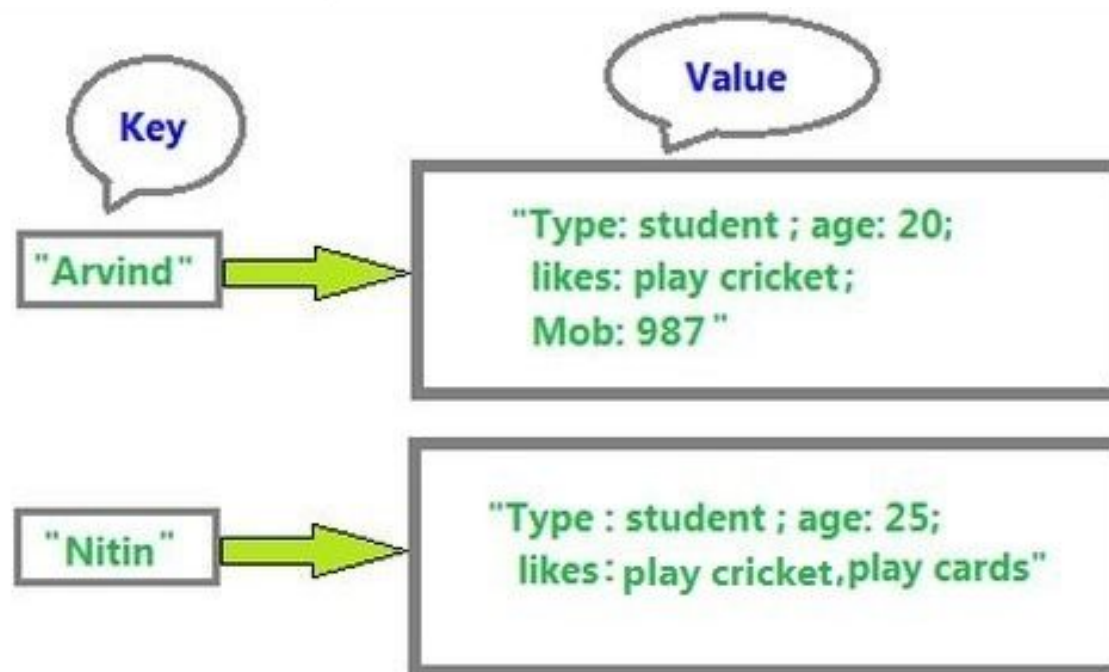 Key
Value
"Arvind"
"Type: student ; age: 20;
likes: play cricket;
Mob: 987 "
"Nitin"
"Type : student ; age: 25;
likes: play cricket,play cards"